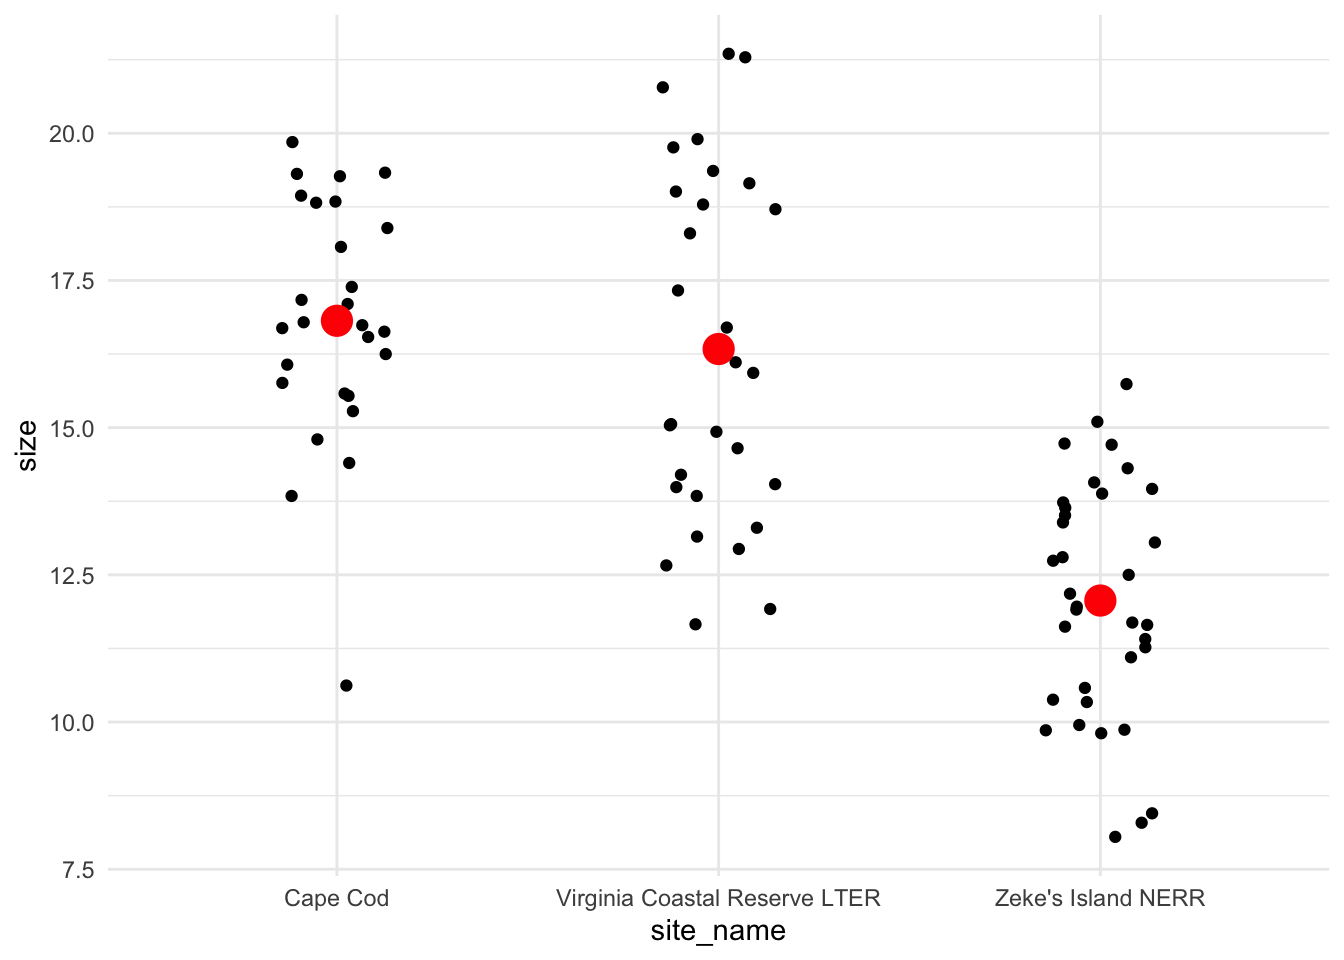 20.0
17.5
15.0
12.5
10.0
7.5
size
Cape Cod
Virginia Coastal Reserve LTER
Zeke's Island NERR
site_name